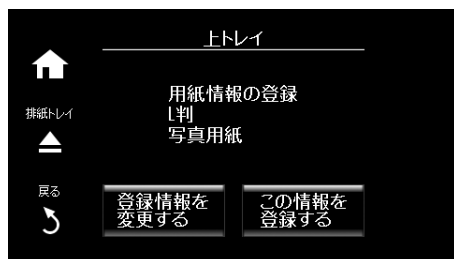 上トレイ
用紙情報の登録
L判
写真用紙
排紙トレイ
戻る
登録情報を
変更する
この情報を
登録する